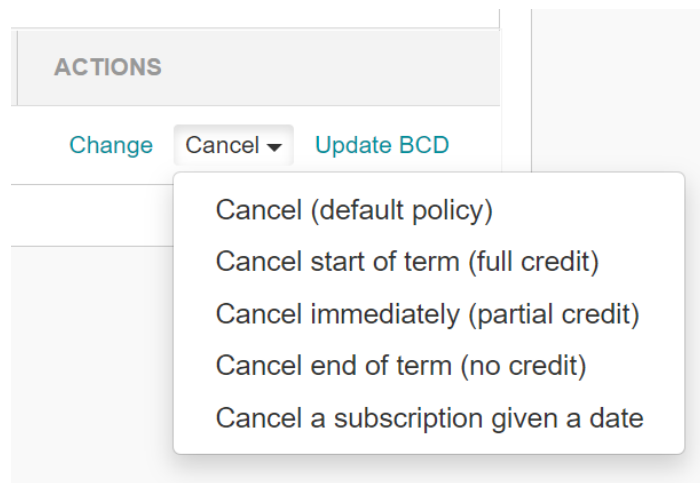 ACTIONS
Change Cancel Update BCD
Cancel (default policy)
Cancel start of term (full credit)
Cancel immediately (partial credit)
Cancel end of term (no credit)
Cancel a subscription given a date